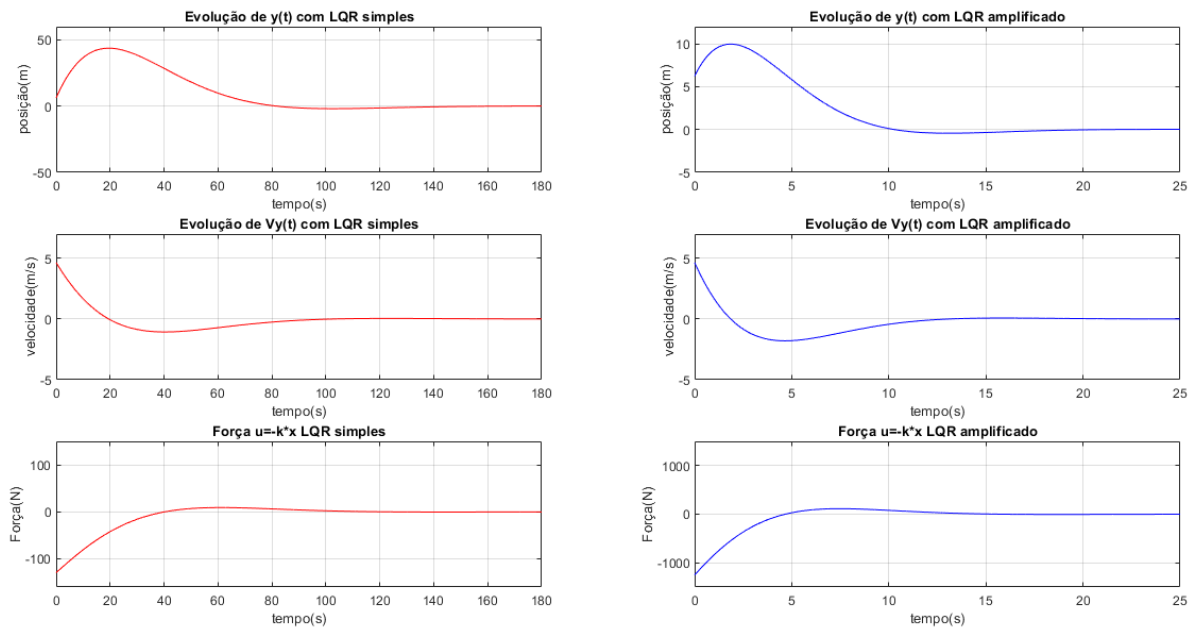 Evolução de y(t) com LQR simples
50
0
-50
posição(m)
0 20 40 60 80 100 120 140 160 180
tempo(s)
Evolução de Vy(t) com LQR simples
5
0
-5
velocidade(m/s)
0 20 40 60 80 100 120 140 160 180
tempo(s)
Força u=-k*x LQR simples
100
0
-100
Força(N)
0 20 40 60 80 100 120 140 160 180
tempo(s)
Evolução de y(t) com LQR amplificado
10
5
0
-5
posição(m)
0 5 10 15 20 25
tempo(s)
Evolução de Vy(t) com LQR amplificado
5
0
-5
velocidade(m/s)
0 5 10 15 20 25
tempo(s)
Força u=-k*x LQR amplificado
1000
0
-1000
Força(N)
0 5 10 15 20 25
tempo(s)